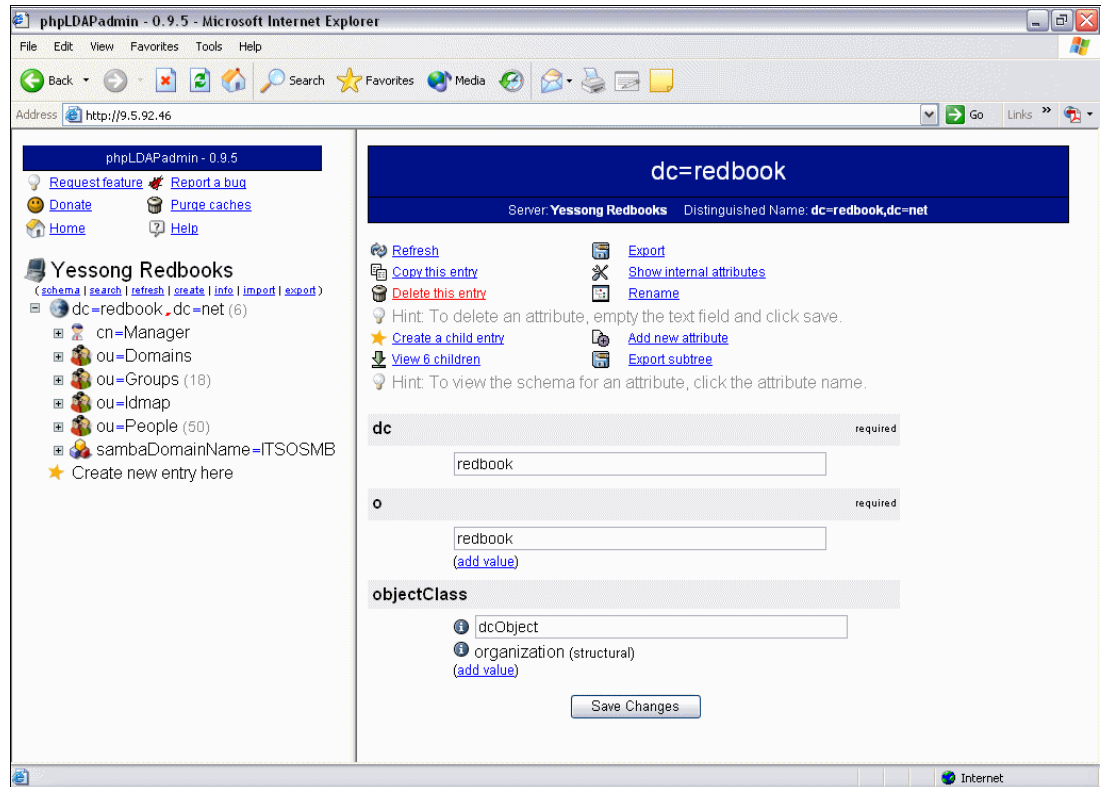 phpLDAPadmin - 0.9.5 - Microsoft Internet Explorer
File Edit View Favorites Tools Help
Back Search Favorites Media
Address http://9.5.92.46 Go Links »
phpLDAPadmin - 0.9.5
Request feature Report a bug
Donate Purge caches
Home Help
Yessong Redbooks
(schema | search | refresh | create | info | import | export)
dc=redbook,dc=net (6)
cn=Manager
ou=Domains
ou=Groups (18)
ou=Idmap
ou=People (50)
sambaDomainName=ITSOSMB
Create new entry here
dc=redbook
Server: Yessong Redbooks Distinguished Name: dc=redbook,dc=net
Refresh Export
Copy this entry Show internal attributes
Delete this entry Rename
Hint: To delete an attribute, empty the text field and click save.
Create a child entry Add new attribute
View 6 children Export subtree
Hint: To view the schema for an attribute, click the attribute name.
dc required
redbook
o required
redbook
(add value)
objectClass
dcObject
organization (structural)
(add value)
Save Changes
Internet